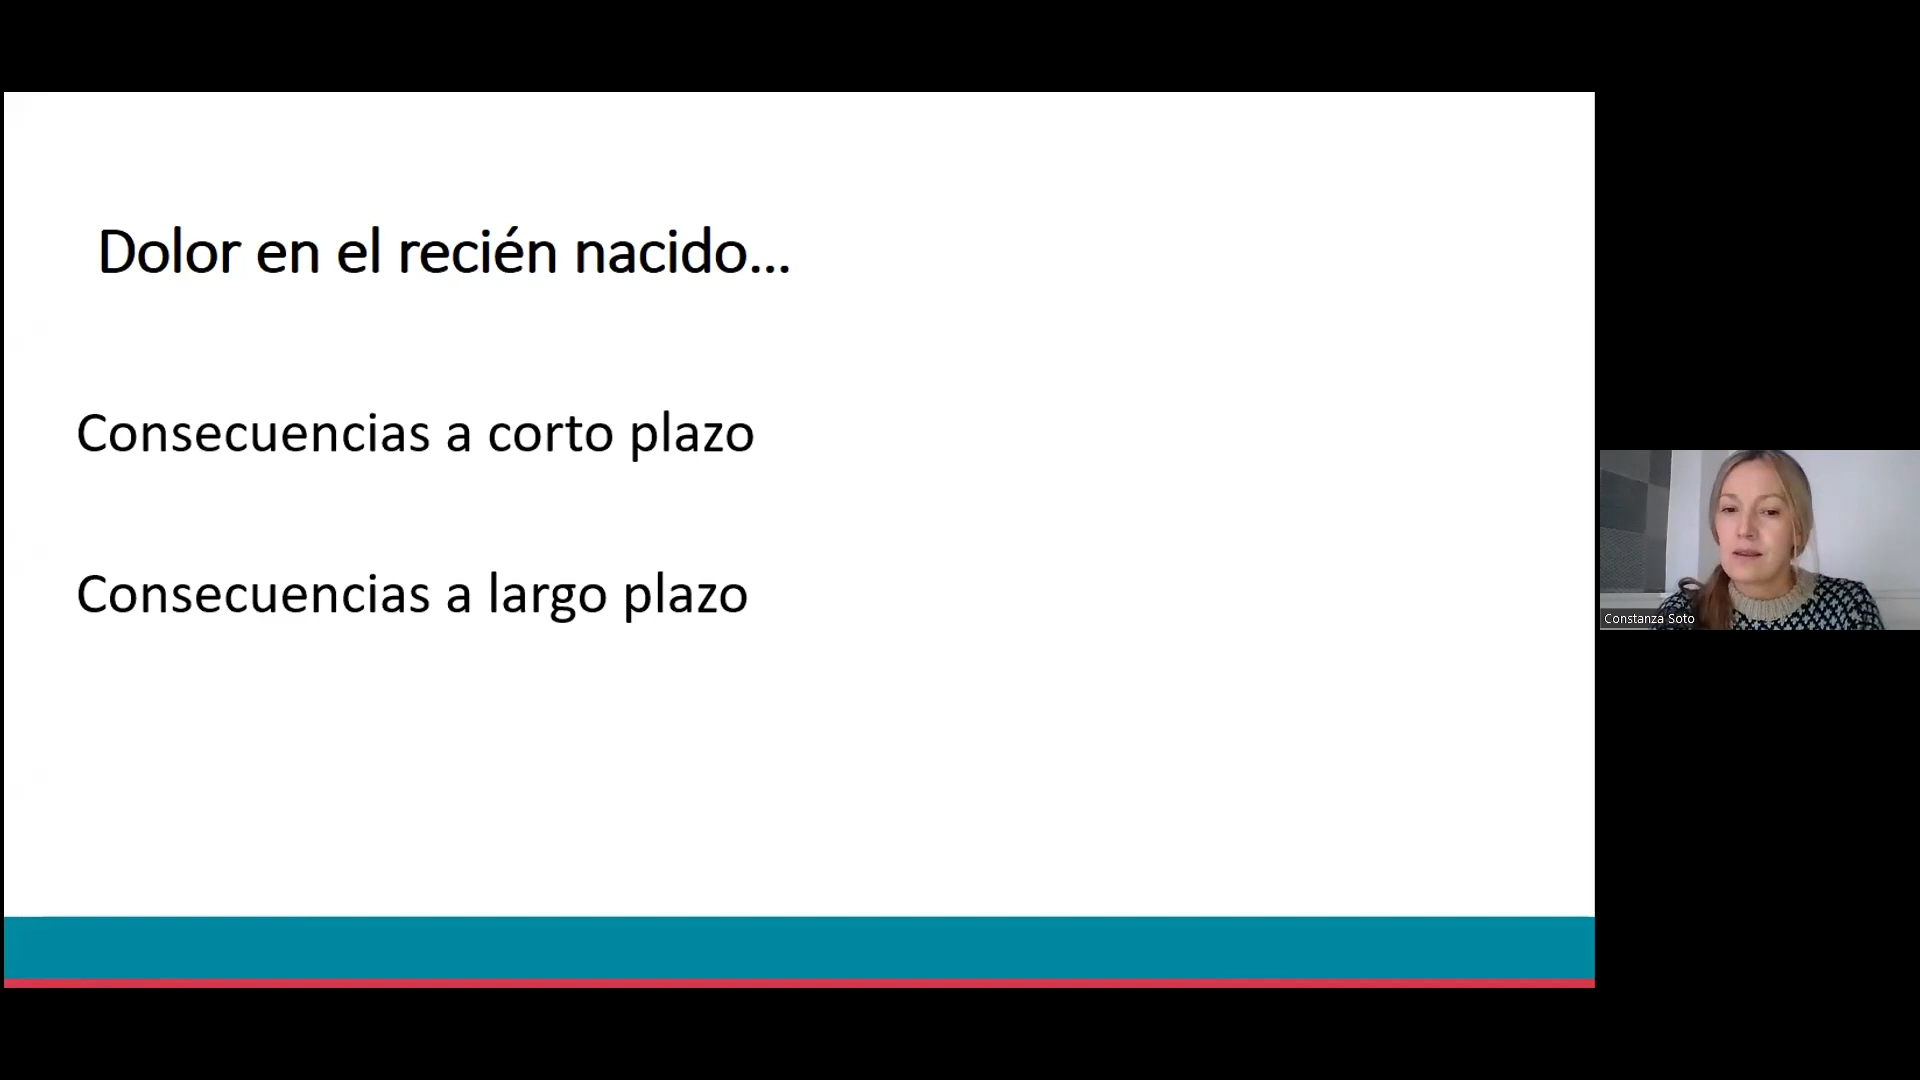 Dolor en el recién nacido...
Consecuencias a corto plazo
Consecuencias a largo plazo
Constanza Soto